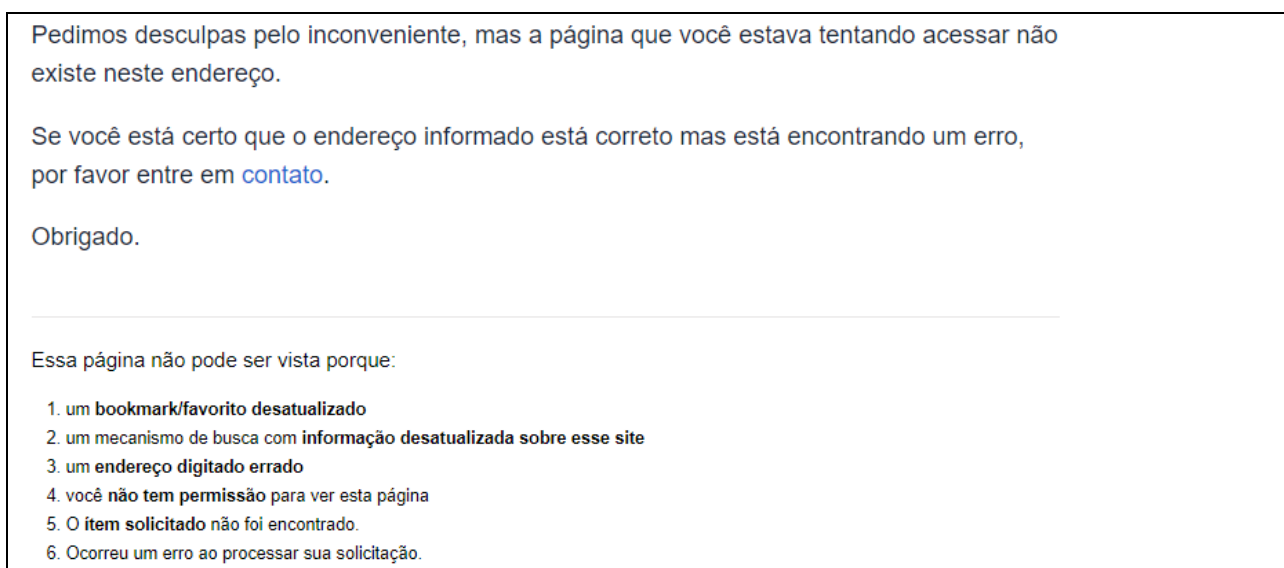 Pedimos desculpas pelo inconveniente, mas a página que você estava tentando acessar não
existe neste endereço.
Se você está certo que o endereço informado está correto mas está encontrando um erro,
por favor entre em contato.
Obrigado.
Essa página não pode ser vista porque:
1. um bookmark/favorito desatualizado
2. um mecanismo de busca com informação desatualizada sobre esse site
3. um endereço digitado errado
4. você não tem permissão para ver esta página
5. O ítem solicitado não foi encontrado.
6. Ocorreu um erro ao processar sua solicitação.